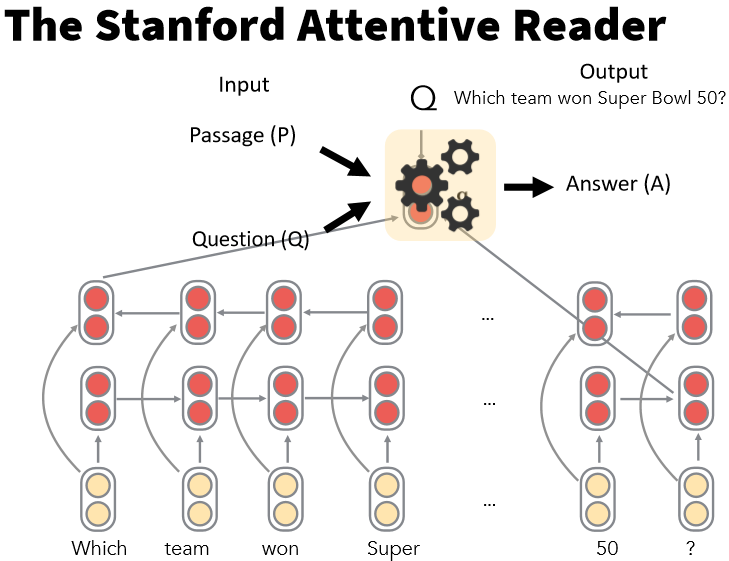 The Stanford Attentive Reader
Input
Output
Q Which team won Super Bowl 50?
Passage (P)
Answer (A)
Question (Q)
...
...
...
Which team won Super 50 ?